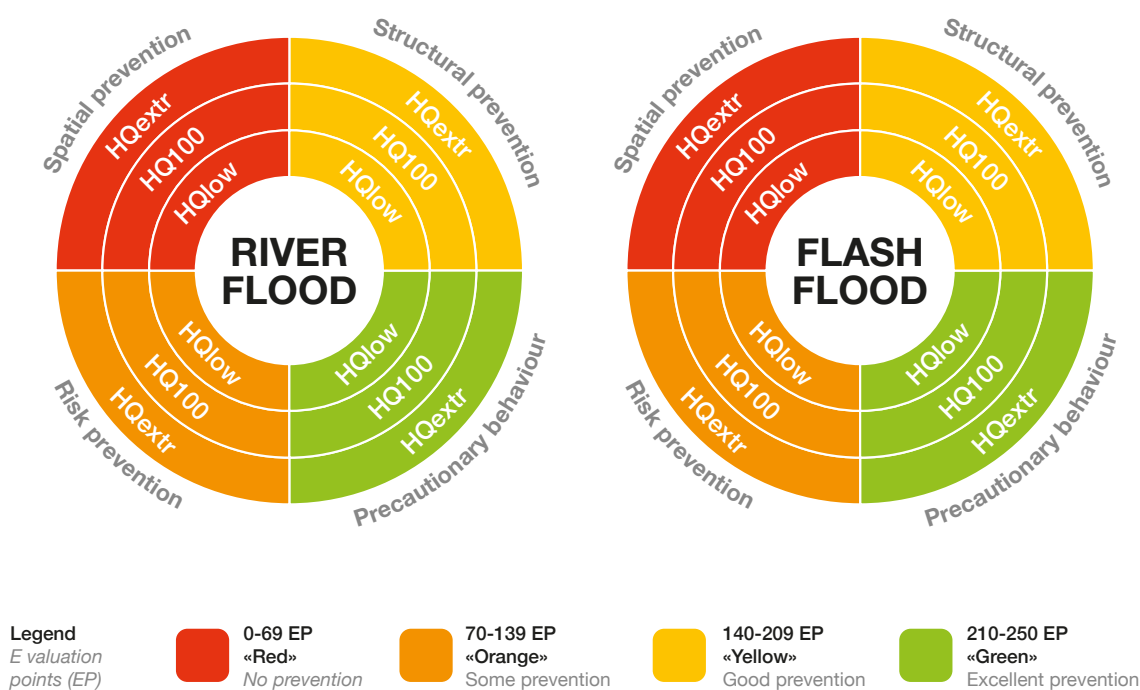 Spatial prevention
Structural prevention
HQextr
HQ100
HQlow
HQextr
HQ100
HQlow
RIVER
FLOOD
HQlow
HQ100
HQextr
HQlow
HQ100
HQextr
Risk prevention
Precautionary behaviour
Spatial prevention
Structural prevention
HQextr
HQ100
HQlow
HQextr
HQ100
HQlow
FLASH
FLOOD
HQlow
HQ100
HQextr
HQlow
HQ100
HQextr
Risk prevention
Precautionary behaviour
Legend
E valuation
points (EP)
0-69 EP
«Red»
No prevention
70-139 EP
«Orange»
Some prevention
140-209 EP
«Yellow»
Good prevention
210-250 EP
«Green»
Excellent prevention